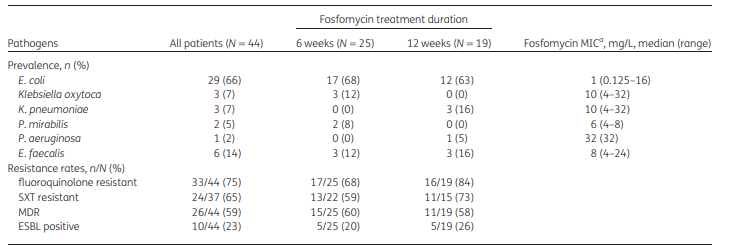 Fosfomycin treatment duration
Pathogens All patients (N = 44) 6 weeks (N = 25) 12 weeks (N = 19) Fosfomycin MICa, mg/L, median (range)
Prevalence, n (%)
E. coli 29 (66) 17 (68) 12 (63) 1 (0.125–16)
Klebsiella oxytoca 3 (7) 3 (12) 0 (0) 10 (4–32)
K. pneumoniae 3 (7) 0 (0) 3 (16) 10 (4–32)
P. mirabilis 2 (5) 2 (8) 0 (0) 6 (4–8)
P. aeruginosa 1 (2) 0 (0) 1 (5) 32 (32)
E. faecalis 6 (14) 3 (12) 3 (16) 8 (4–24)
Resistance rates, n/N (%)
fluoroquinolone resistant 33/44 (75) 17/25 (68) 16/19 (84)
SXT resistant 24/37 (65) 13/22 (59) 11/15 (73)
MDR 26/44 (59) 15/25 (60) 11/19 (58)
ESBL positive 10/44 (23) 5/25 (20) 5/19 (26)